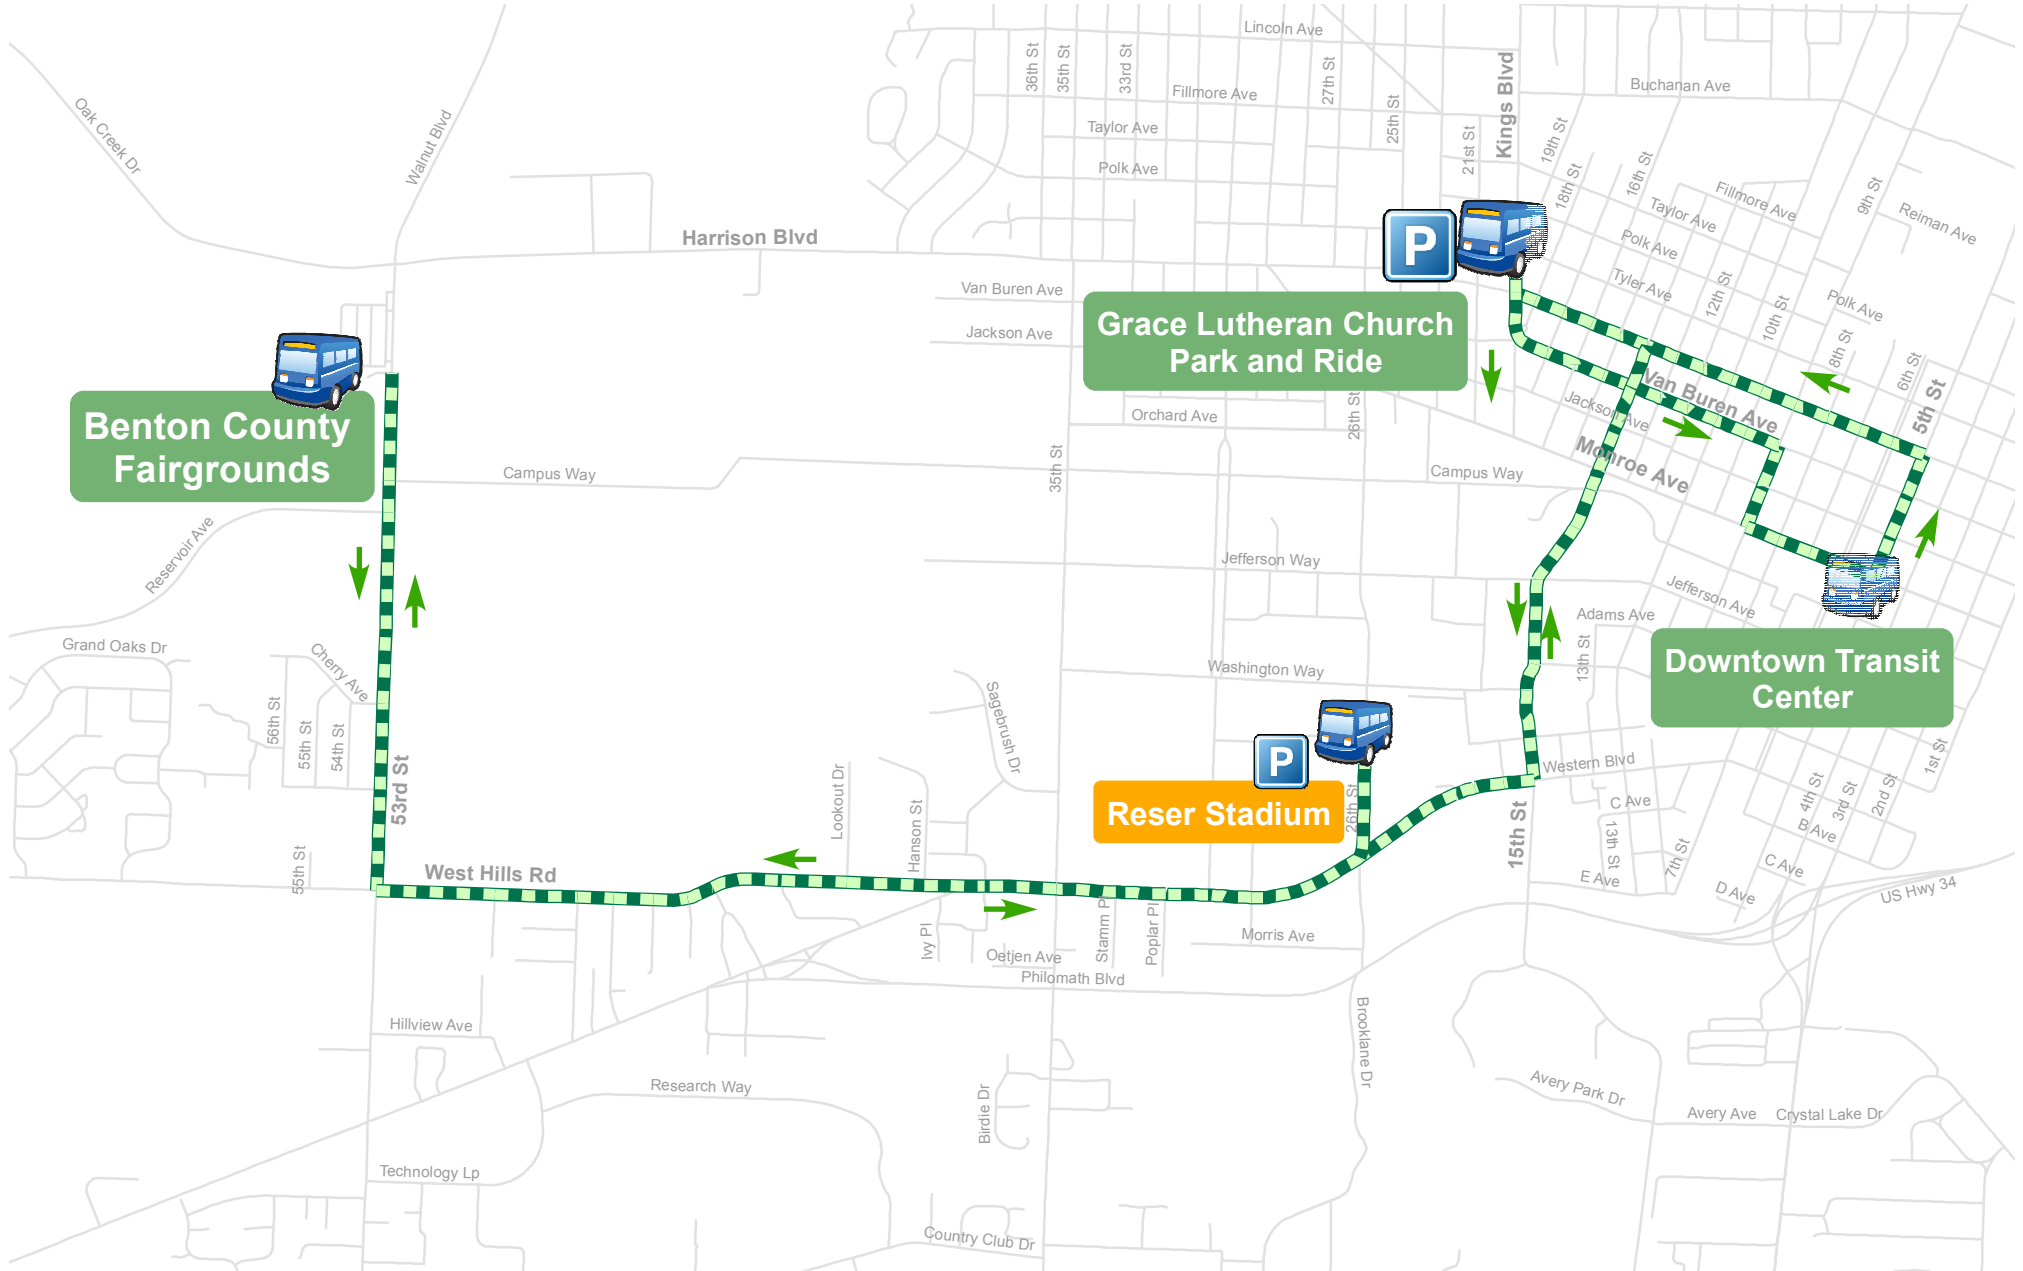 Lincoln Ave
Oak Creek Dr
Walnut Blvd
36th St
35th St
33rd St
Fillmore Ave
27th St
25th St
21st St
Kings Blvd
Buchanan Ave
Taylor Ave
Polk Ave
19th St
18th St
16th St
Taylor Ave
Fillmore Ave
9th St
Reiman Ave
Harrison Blvd
P
Polk Ave
Tyler Ave
12th St
10th St
Polk Ave
8th St
6th St
5th St
Van Buren Ave
Jackson Ave
Grace Lutheran Church
Park and Ride
Van Buren Ave
Jackson Ave
Monroe Ave
Orchard Ave
26th St
35th St
Benton County
Fairgrounds
Campus Way
Campus Way
Reservoir Ave
Jefferson Way
Jefferson Ave
Adams Ave
13th St
Grand Oaks Dr
Cherry Ave
56th St
55th St
54th St
53rd St
Washington Way
Downtown Transit
Center
Sagebrush Dr
P
Reser Stadium
26th St
Western Blvd
15th St
C Ave
13th St
7th St
E Ave
4th St
3rd St
2nd St
1st St
B Ave
C Ave
D Ave
US Hwy 34
Lookout Dr
Hanson St
55th St
West Hills Rd
Ivy Pl
Oetjen Ave
Stamm Pl
Poplar Pl
Morris Ave
Philomath Blvd
Hillview Ave
Brooklane Dr
Research Way
Birdie Dr
Avery Park Dr
Avery Ave
Crystal Lake Dr
Technology Lp
Country Club Dr